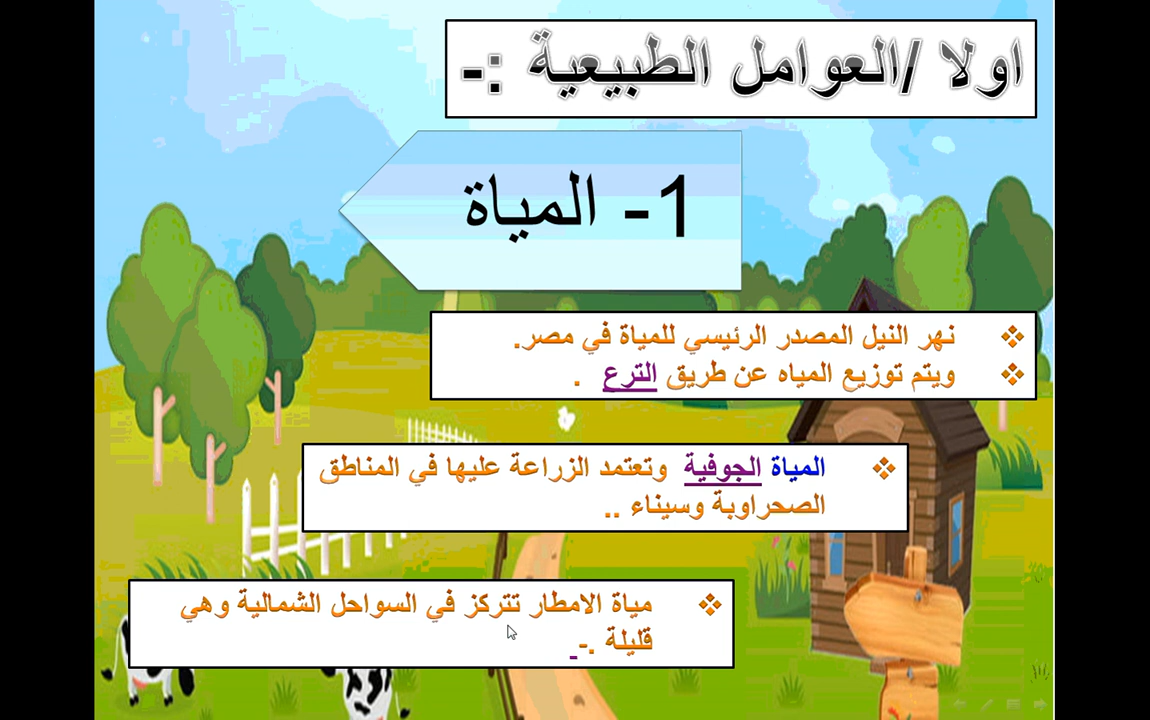 اولا /العوامل الطبيعية :-
1- المياة
❖ نهر النيل المصدر الرئيسي للمياة في مصر.
❖ ويتم توزيع المياه عن طريق الترع .
❖ المياة الجوفية وتعتمد الزراعة عليها في المناطق
الصحراوية وسيناء ..
❖ مياة الامطار تتركز في السواحل الشمالية وهي
قليلة .--